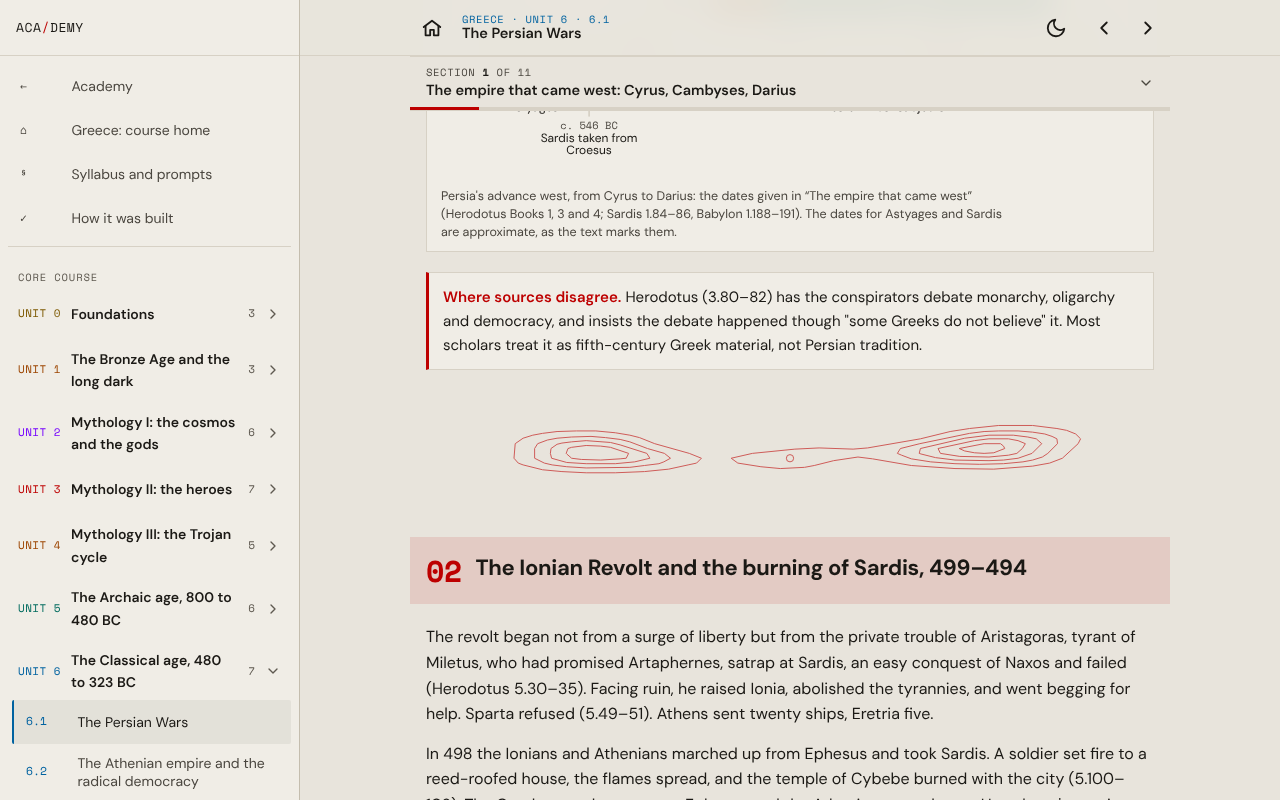 ACA/DEMY
← Academy
⌂ Greece: course home
§ Syllabus and prompts
✓ How it was built
CORE COURSE
UNIT 0 Foundations 3
UNIT 1 The Bronze Age and the
long dark 3
UNIT 2 Mythology I: the cosmos
and the gods 6
UNIT 3 Mythology II: the heroes 7
UNIT 4 Mythology III: the Trojan
cycle 5
UNIT 5 The Archaic age, 800 to
480 BC 6
UNIT 6 The Classical age, 480
to 323 BC 7
6.1 The Persian Wars
6.2 The Athenian empire and the
radical democracy
GREECE · UNIT 6 · 6.1
The Persian Wars
SECTION 1 OF 11
The empire that came west: Cyrus, Cambyses, Darius
c. 546 BC
Sardis taken from
Croesus
Persia's advance west, from Cyrus to Darius: the dates given in “The empire that came west”
(Herodotus Books 1, 3 and 4; Sardis 1.84–86, Babylon 1.188–191). The dates for Astyages and Sardis
are approximate, as the text marks them.
Where sources disagree. Herodotus (3.80–82) has the conspirators debate monarchy, oligarchy
and democracy, and insists the debate happened though "some Greeks do not believe" it. Most
scholars treat it as fifth-century Greek material, not Persian tradition.
02 The Ionian Revolt and the burning of Sardis, 499–494
The revolt began not from a surge of liberty but from the private trouble of Aristagoras, tyrant of
Miletus, who had promised Artaphernes, satrap at Sardis, an easy conquest of Naxos and failed
(Herodotus 5.30–35). Facing ruin, he raised Ionia, abolished the tyrannies, and went begging for
help. Sparta refused (5.49–51). Athens sent twenty ships, Eretria five.
In 498 the Ionians and Athenians marched up from Ephesus and took Sardis. A soldier set fire to a
reed-roofed house, the flames spread, and the temple of Cybebe burned with the city (5.100–